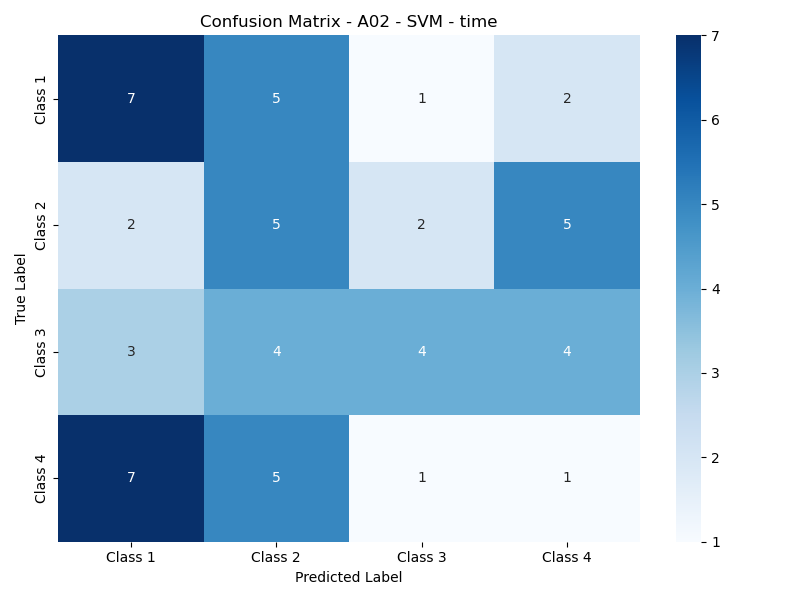 Confusion Matrix - A02 - SVM - time
Class 1
7 5 1 2
Class 2
2 5 2 5
Class 3
3 4 4 4
Class 4
7 5 1 1
Class 1 Class 2 Class 3 Class 4
Predicted Label
True Label
7
6
5
4
3
2
1